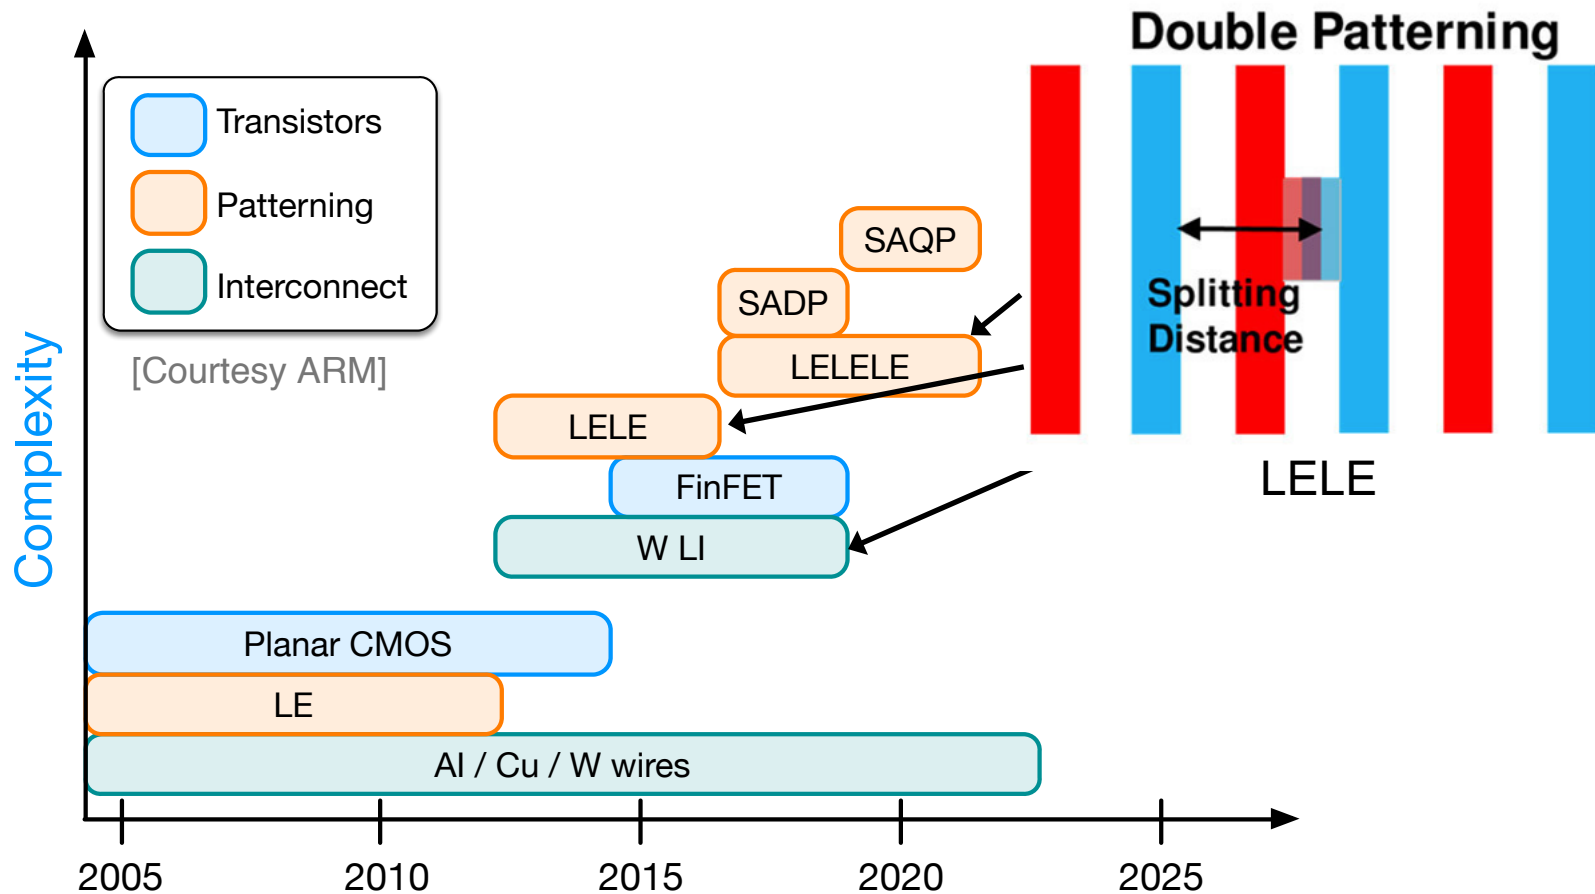 Double Patterning
Transistors
Patterning
Interconnect
[Courtesy ARM]
Complexity
SAQP
SADP
Splitting
Distance
LELELE
LELE
LELE
FinFET
W LI
Planar CMOS
LE
Al / Cu / W wires
2005
2010
2015
2020
2025